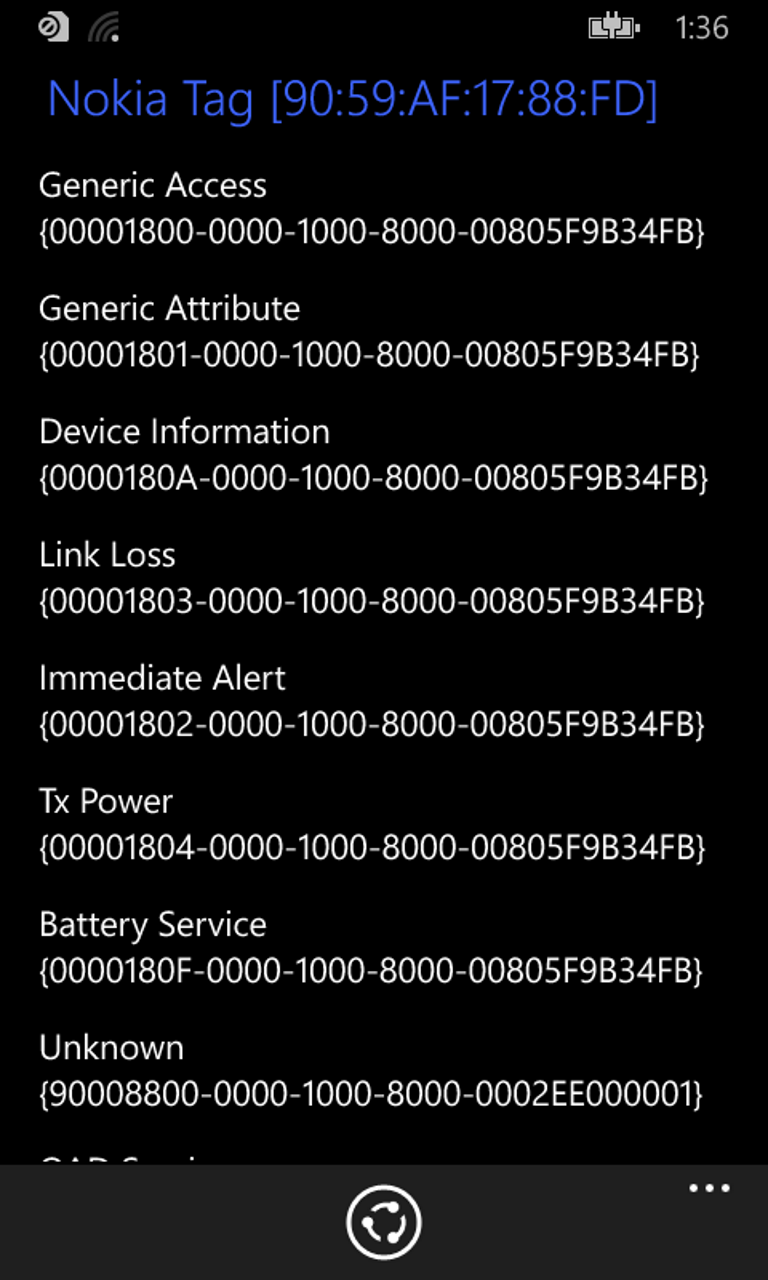 1:36
Nokia Tag [90:59:AF:17:88:FD]
Generic Access
{00001800-0000-1000-8000-00805F9B34FB}
Generic Attribute
{00001801-0000-1000-8000-00805F9B34FB}
Device Information
{0000180A-0000-1000-8000-00805F9B34FB}
Link Loss
{00001803-0000-1000-8000-00805F9B34FB}
Immediate Alert
{00001802-0000-1000-8000-00805F9B34FB}
Tx Power
{00001804-0000-1000-8000-00805F9B34FB}
Battery Service
{0000180F-0000-1000-8000-00805F9B34FB}
Unknown
{90008800-0000-1000-8000-0002EE000001}